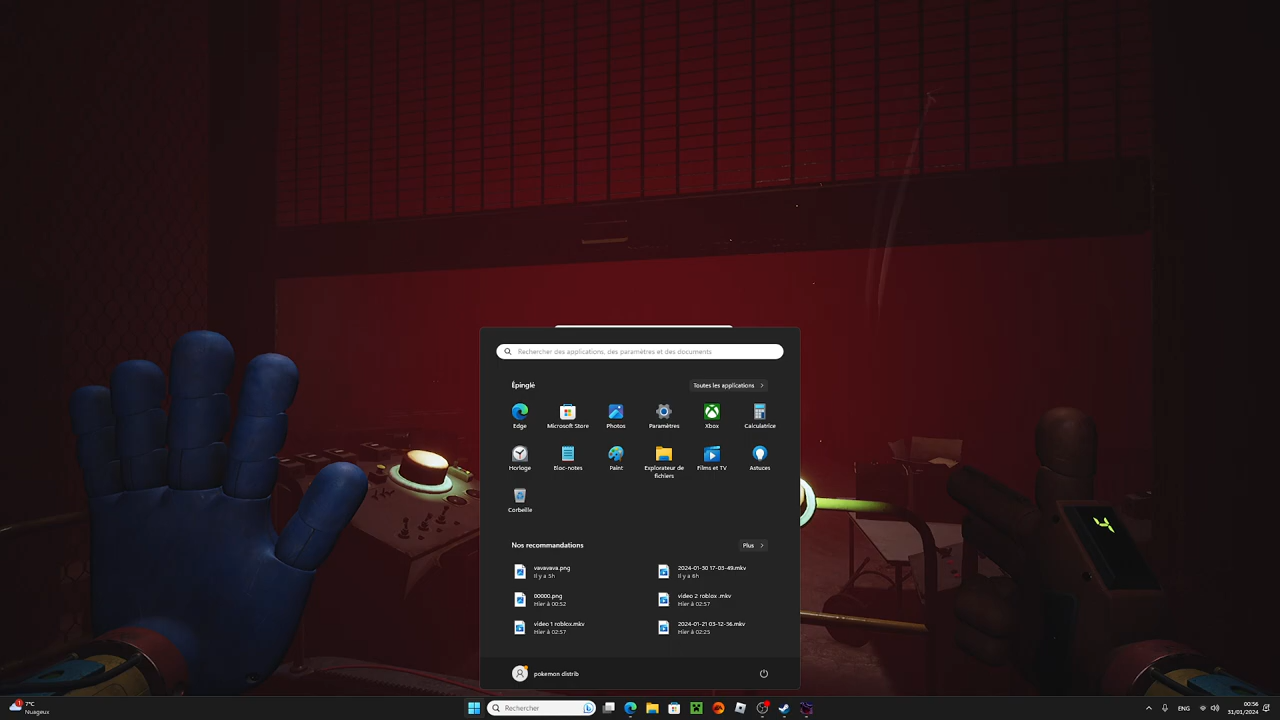 Rechercher des applications, des paramètres et des documents
Épinglé
Toutes les applications
Edge
Microsoft Store
Photos
Paramètres
Xbox
Calculatrice
Horloge
Bloc-notes
Paint
Explorateur de
fichiers
Films et TV
Astuces
Corbeille
Nos recommandations
Plus
vavavava.png
Il y a 5h
2024-01-30 17-03-49.mkv
Il y a 6h
00000.png
Hier à 00:52
video 2 roblox .mkv
Hier à 02:57
video 1 roblox.mkv
Hier à 02:57
2024-01-21 03-12-36.mkv
Hier à 02:25
pokemon distrib
1
7°C
Nuageux
Rechercher
ENG
00:56
31/01/2024